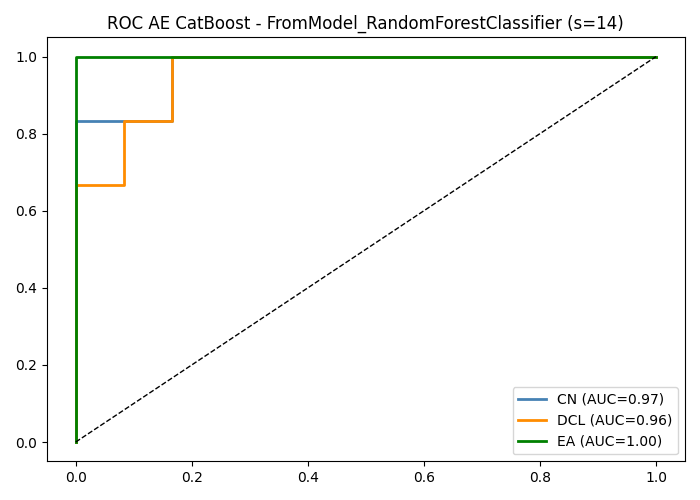 ROC AE CatBoost - FromModel_RandomForestClassifier (s=14)
1.0
0.8
0.6
0.4
0.2
0.0
0.0 0.2 0.4 0.6 0.8 1.0
CN (AUC=0.97)
DCL (AUC=0.96)
EA (AUC=1.00)